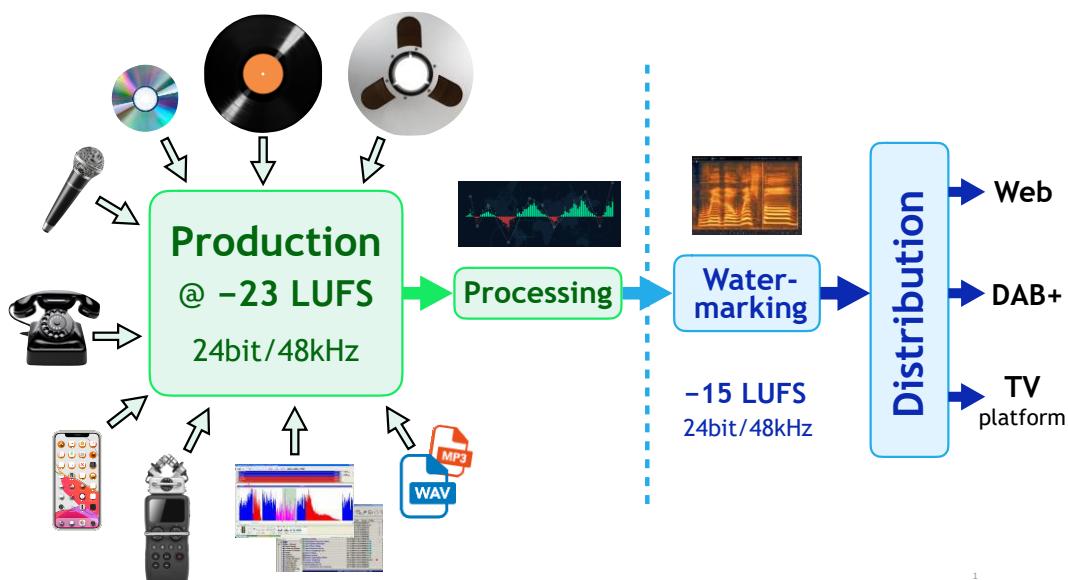 Production
@ –23 LUFS
24bit/48kHz
Processing
Water-
marking
–15 LUFS
24bit/48kHz
Distribution
Web
DAB+
TV
platform
MP3
WAV
1